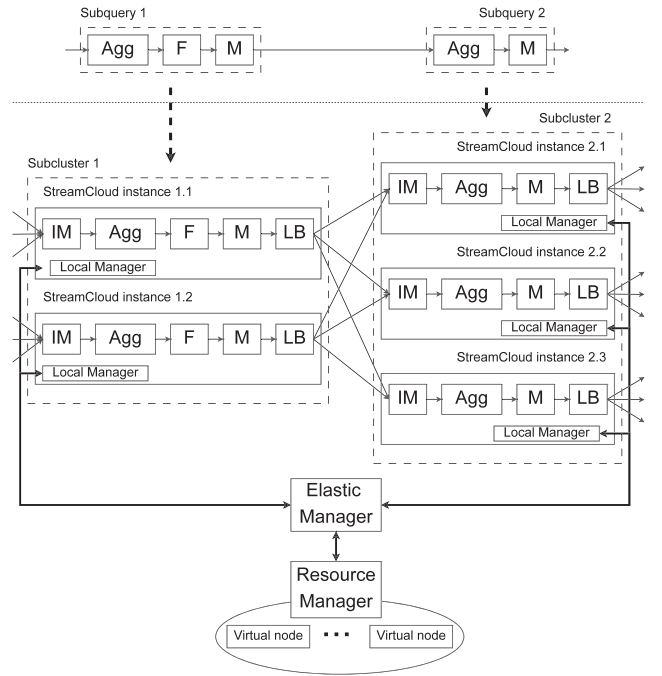 Subquery 1
Subquery 2
Agg F M
Agg M
Subcluster 2
StreamCloud instance 2.1
Subcluster 1
StreamCloud instance 1.1
IM Agg M LB
Local Manager
IM Agg F M LB
Local Manager
StreamCloud instance 2.2
IM Agg M LB
Local Manager
StreamCloud instance 1.2
IM Agg F M LB
Local Manager
StreamCloud instance 2.3
IM Agg M LB
Local Manager
Elastic
Manager
Resource
Manager
Virtual node ... Virtual node